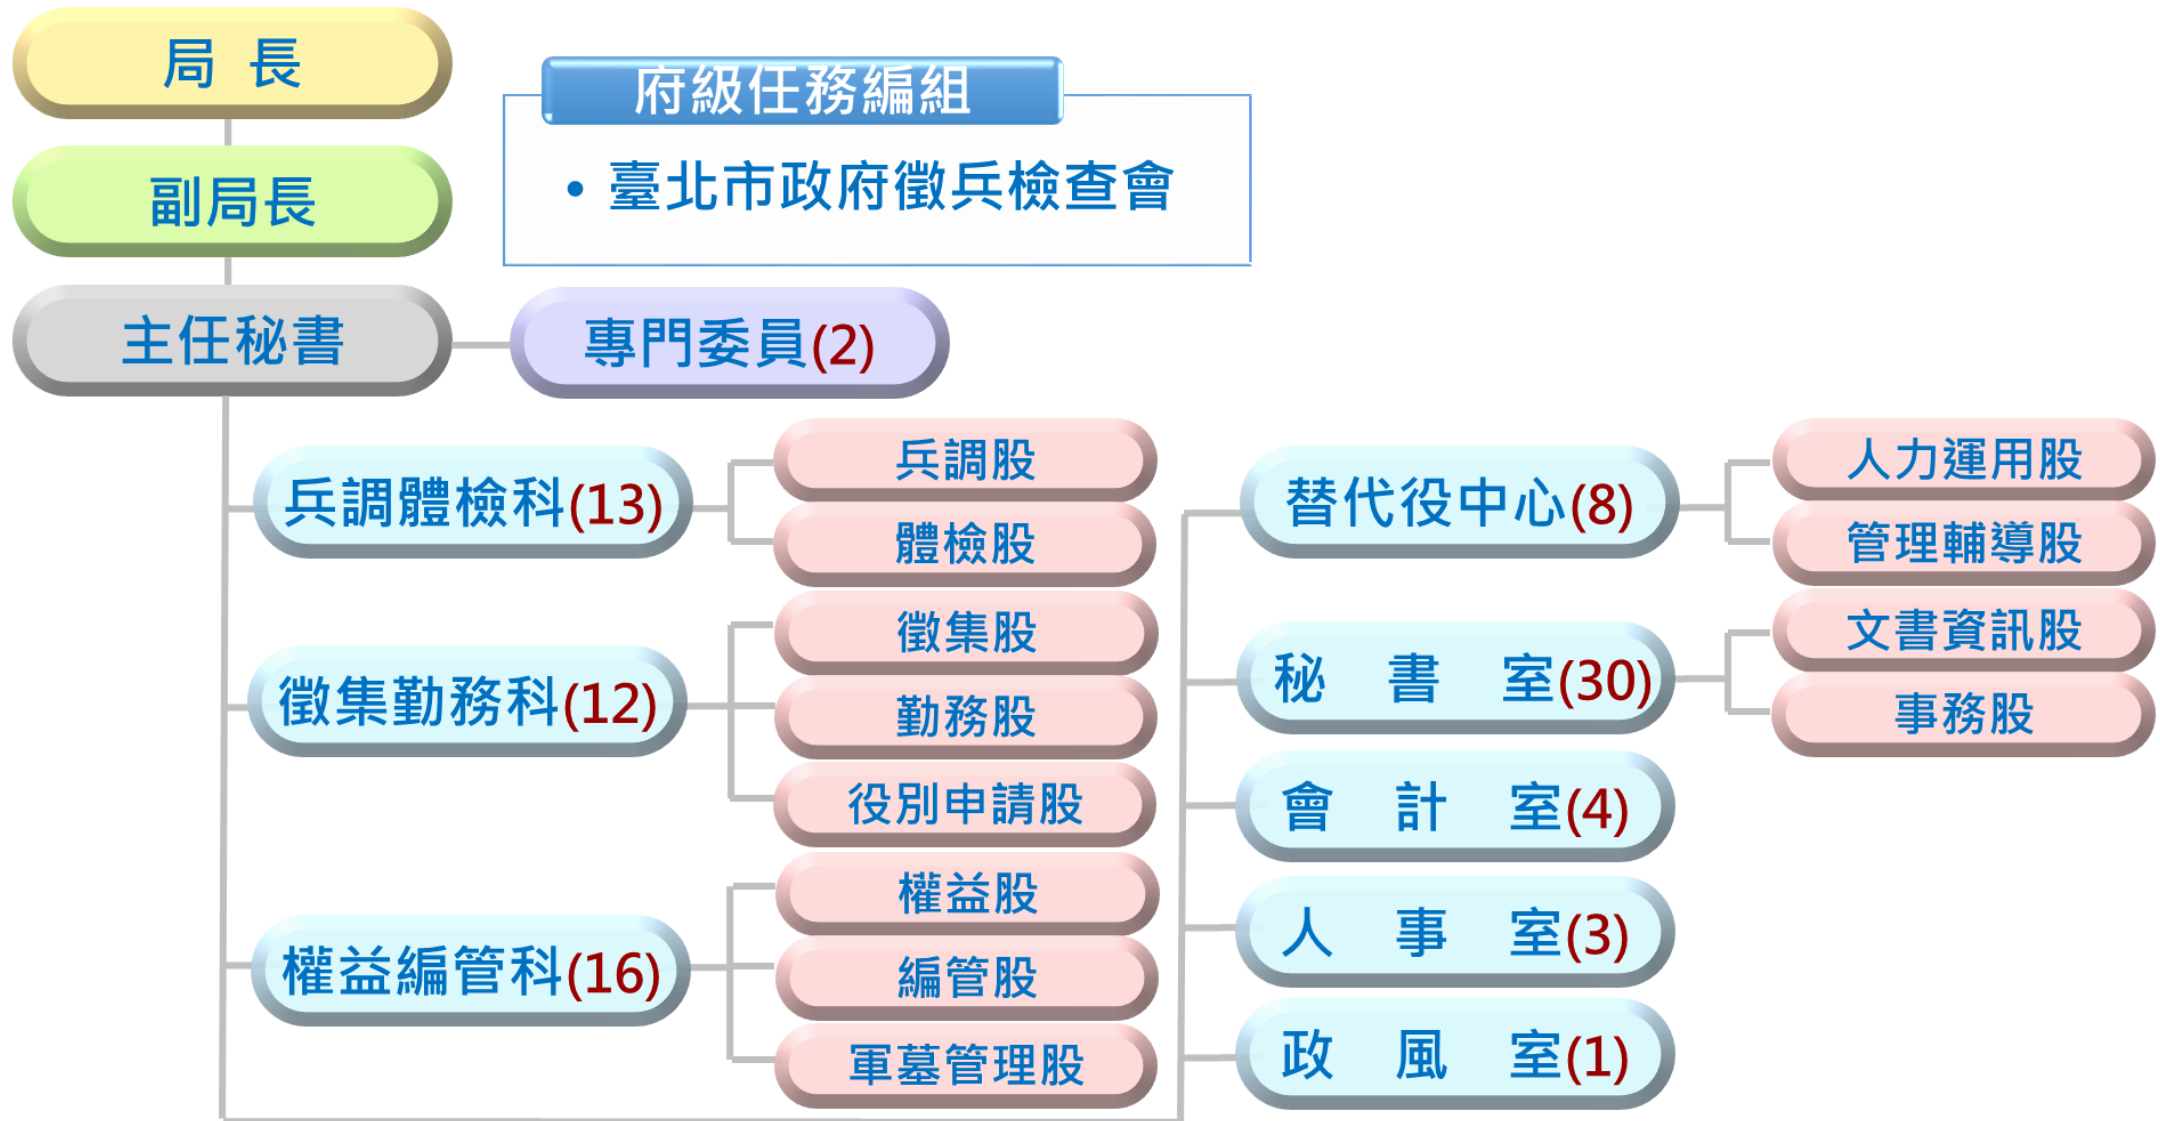 局 長
府級任務編組
• 臺北市政府徵兵檢查會
副局長
主任秘書
專門委員(2)
兵調體檢科(13)
兵調股
體檢股
徵集勤務科(12)
徵集股
勤務股
役別申請股
權益編管科(16)
權益股
編管股
軍墓管理股
替代役中心(8)
人力運用股
管理輔導股
秘 書 室(30)
文書資訊股
事務股
會 計 室(4)
人 事 室(3)
政 風 室(1)